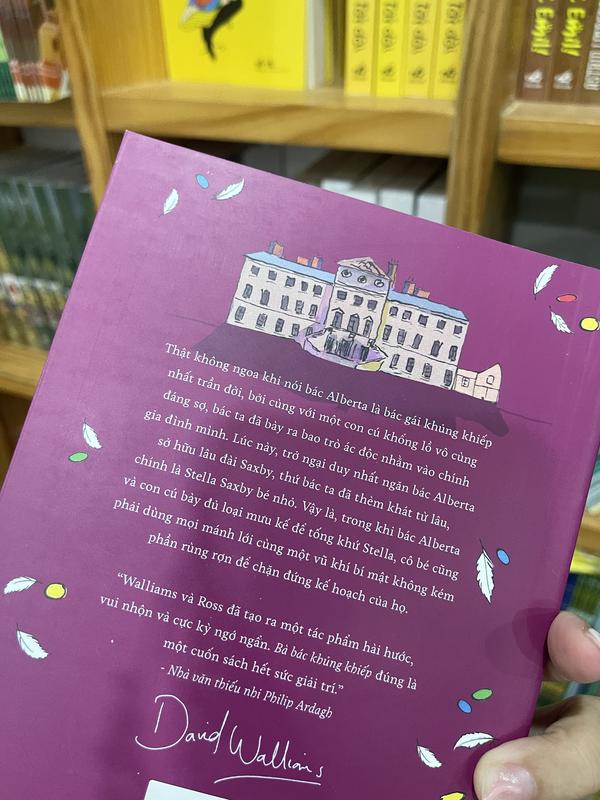 Tôi đi
Tôi đi
Tôi đi
Thật không ngoa khi nói bác Alberta là bác gái khủng khiếp
nhất trần đời, bởi cùng với một con cú khổng lồ vô cùng
đáng sợ, bác ta đã bày ra bao trò ác độc nhằm vào chính
gia đình mình. Lúc này, trở ngại duy nhất ngăn bác Alberta
sở hữu lâu đài Saxby, thứ bác ta đã thèm khát từ lâu,
chính là Stella Saxby bé nhỏ. Vậy là, trong khi bác Alberta
và con cú bày đủ loại mưu kế để tống khứ Stella, cô bé cũng
phải dùng mọi mánh lới cùng một vũ khí bí mật không kém
phần rùng rợn để chặn đứng kế hoạch của họ.
“Walliams và Ross đã tạo ra một tác phẩm hài hước,
vui nhộn và cực kỳ ngớ ngẩn. Bà bác khủng khiếp đúng là
một cuốn sách hết sức giải trí.”
- Nhà văn thiếu nhi Philip Ardagh
David Walliams